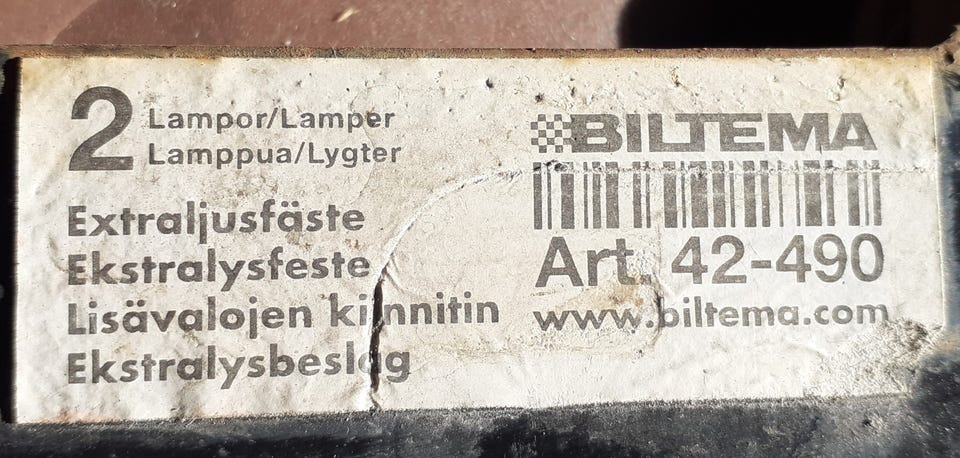 2 Lampor/Lamper
Lamppua/Lygter
Extraljusfäste
Ekstralysfeste
Lisävalojen kiinnitin
Ekstralysbeslag
BILTEMA
Art. 42-490
www.biltema.com